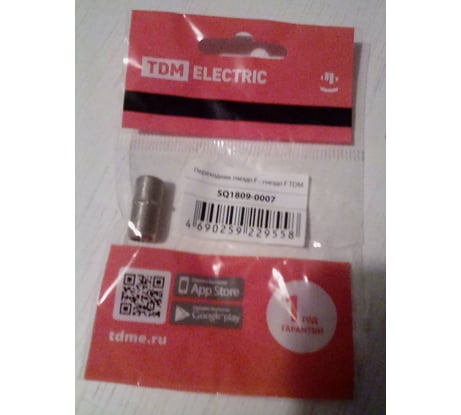 TDM ELECTRIC
Переходник гнездо F - гнездо F TDM
SQ1809-0007
4 690259 229558
App Store
Google play
tdme.ru
1 ГОД
ГАРАНТИИ